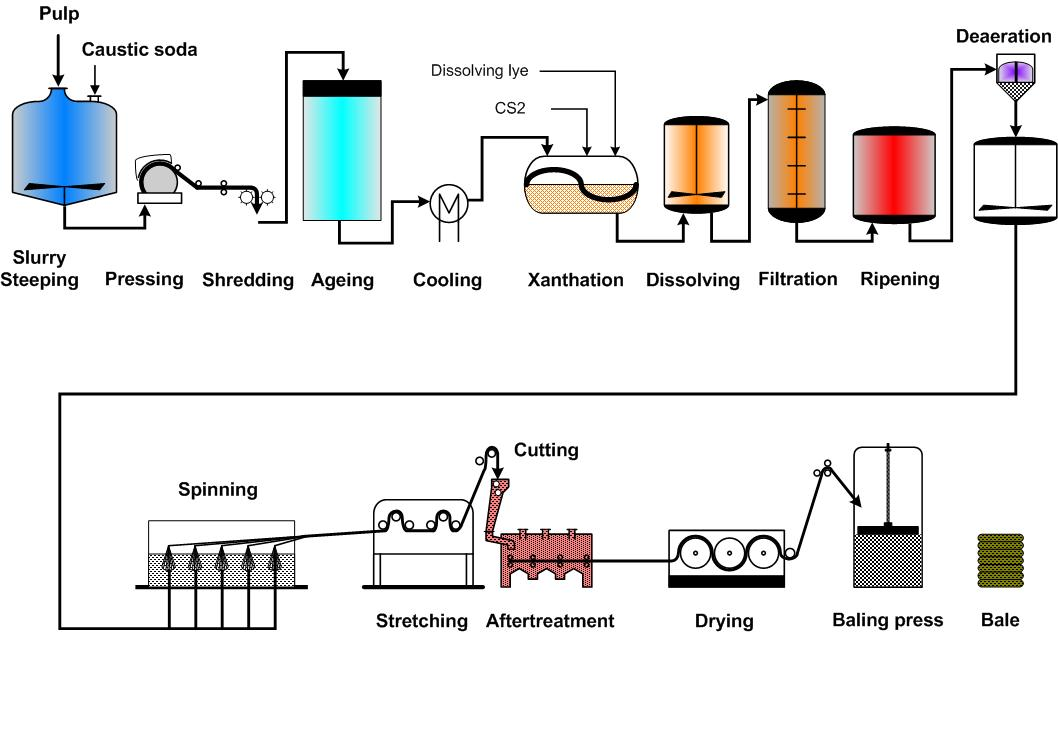 Pulp
Caustic soda
Deaeration
Dissolving lye
CS2
M
Slurry
Steeping
Pressing
Shredding
Ageing
Cooling
Xanthation
Dissolving
Filtration
Ripening
Cutting
Spinning
Stretching
Aftertreatment
Drying
Baling press
Bale